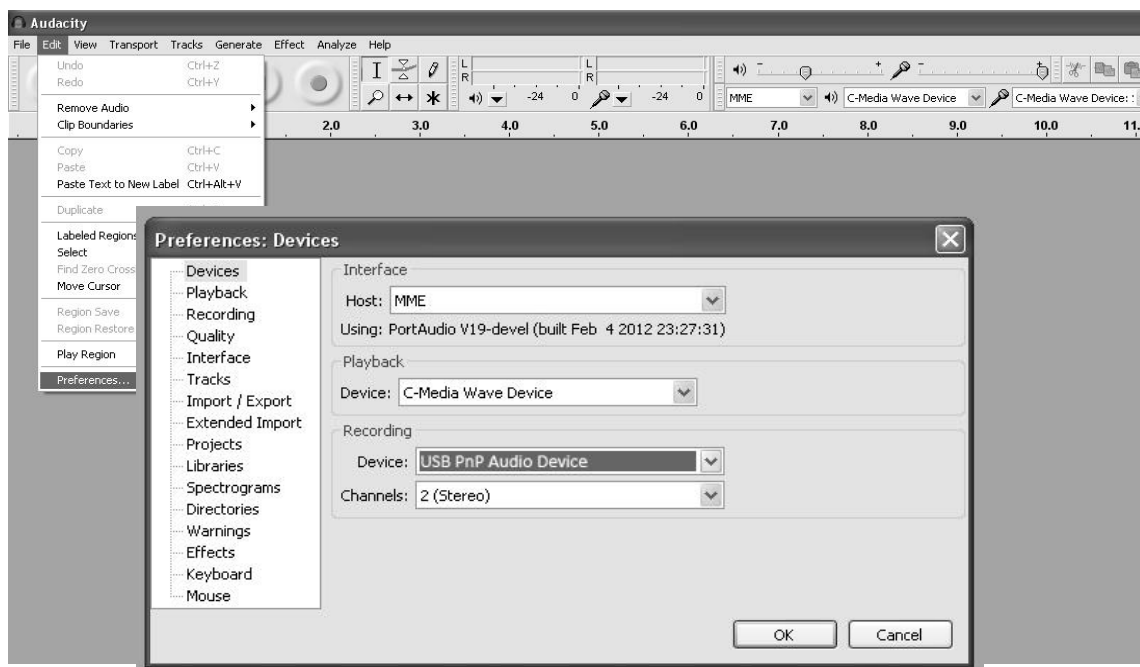 Audacity
File Edit View Transport Tracks Generate Effect Analyze Help
Undo Ctrl+Z
Redo Ctrl+Y
Remove Audio
Clip Boundaries
Copy Ctrl+C
Paste Ctrl+V
Paste Text to New Label Ctrl+Alt+V
Duplicate
Labeled Regions
Select
Find Zero Cross
Move Cursor
Region Save
Region Restore
Play Region
Preferences...
L L
R R
-24 0 -24 0
MME C-Media Wave Device C-Media Wave Device:
2.0 3.0 4.0 5.0 6.0 7.0 8.0 9.0 10.0 11.
Preferences: Devices
Devices
Playback
Recording
Quality
Interface
Tracks
Import / Export
Extended Import
Projects
Libraries
Spectrograms
Directories
Warnings
Effects
Keyboard
Mouse
Interface
Host: MME
Using: PortAudio V19-devel (built Feb 4 2012 23:27:31)
Playback
Device: C-Media Wave Device
Recording
Device: USB PnP Audio Device
Channels: 2 (Stereo)
OK Cancel